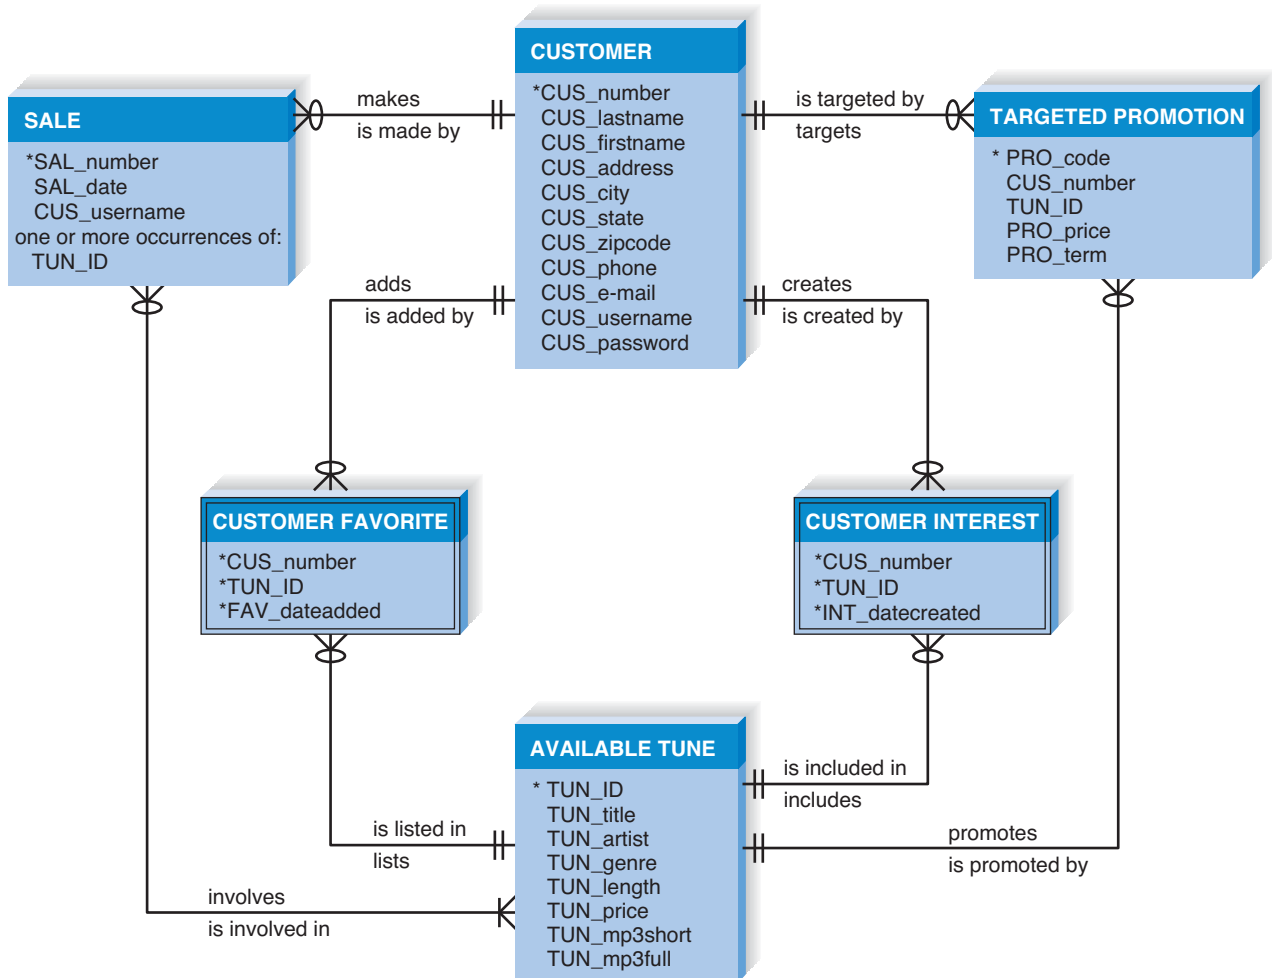 CUSTOMER
*CUS_number
CUS_lastname
CUS_firstname
CUS_address
CUS_city
CUS_state
CUS_zipcode
CUS_phone
CUS_e-mail
CUS_username
CUS_password
SALE
*SAL_number
SAL_date
CUS_username
one or more occurrences of:
TUN_ID
makes
is made by
is targeted by
targets
TARGETED PROMOTION
* PRO_code
CUS_number
TUN_ID
PRO_price
PRO_term
adds
is added by
creates
is created by
CUSTOMER FAVORITE
*CUS_number
*TUN_ID
*FAV_dateadded
CUSTOMER INTEREST
*CUS_number
*TUN_ID
*INT_datecreated
AVAILABLE TUNE
* TUN_ID
TUN_title
TUN_artist
TUN_genre
TUN_length
TUN_price
TUN_mp3short
TUN_mp3full
is listed in
lists
involves
is involved in
is included in
includes
promotes
is promoted by